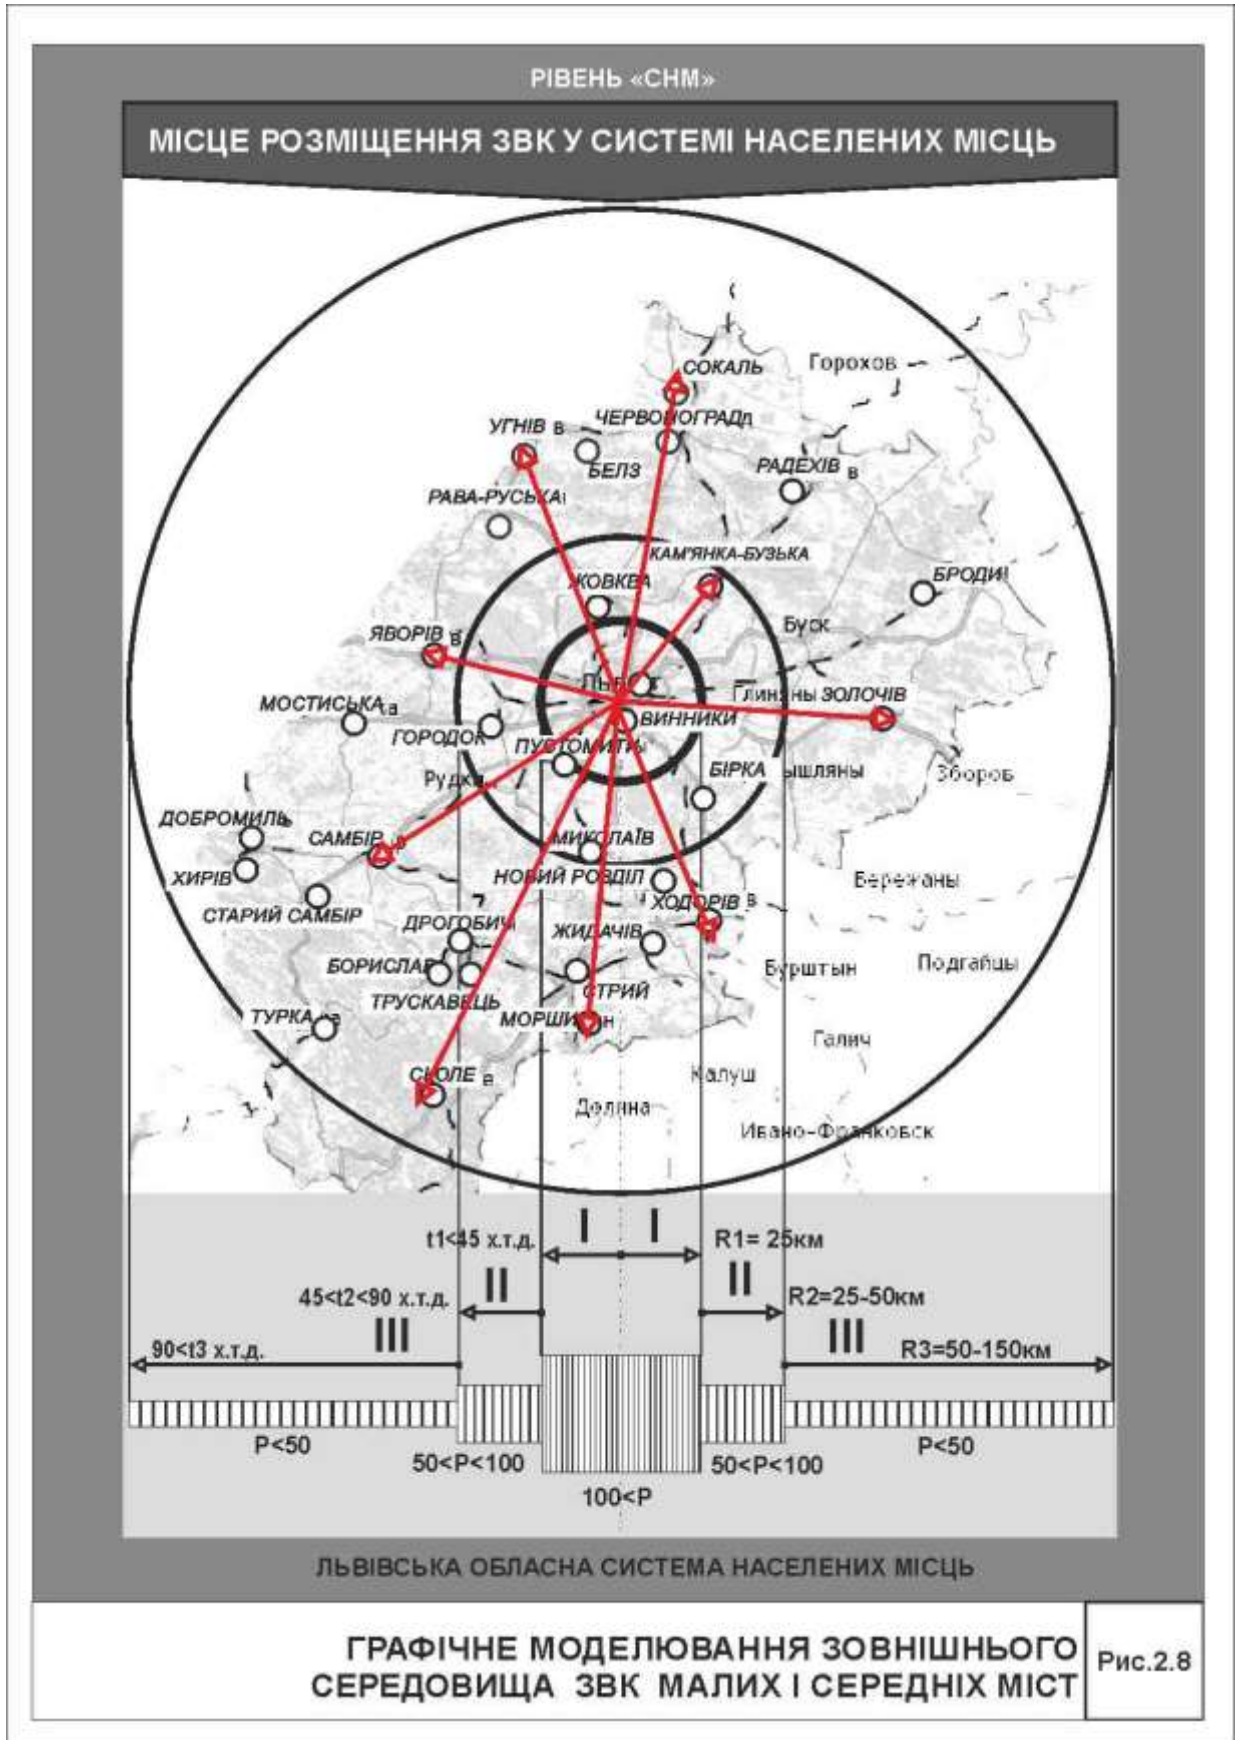 РІВЕНЬ «СНМ»
МІСЦЕ РОЗМІЩЕННЯ ЗВК У СИСТЕМІ НАСЕЛЕНИХ МІСЦЬ
СОКАЛЬ
Горохов
ЧЕРВОНОГРАД
УГНІВ в
БЕЛЗ
РАДЕХІВ в
РАВА-РУСЬКА
КАМ'ЯНКА-БУЗЬКА
БРОДИ
ЖОВКВА
Буск
ЯВОРІВ в
Глиняны ЗОЛОЧІВ
МОСТИСЬКА
ВИННИКИ
ГОРОДОК
ПУСТОМИТИ
БІРКА
ышляны
Зборов
Рудки
ДОБРОМИЛЬ
САМБІР
МИКОЛАЇВ
ХИРІВ
НОВИЙ РОЗДІЛ
Бережаны
СТАРИЙ САМБІР
ХОДОРІВ в
ДРОГОБИЧ
ЖИДАЧІВ
БОРИСЛАВ
Бурштын
Подгайцы
ТРУСКАВЕЦЬ
СТРИЙ
ТУРКА
МОРШИН
Галич
СКОЛЕ в
Калуш
Долина
Ивано-Франковск
I I
t1<45 х.т.д.
R1= 25км
II II
45<t2<90 х.т.д.
R2=25-50км
III III
90<t3 х.т.д.
R3=50-150км
P<50
P<50
50<P<100
50<P<100
100<P
ЛЬВІВСЬКА ОБЛАСНА СИСТЕМА НАСЕЛЕНИХ МІСЦЬ
ГРАФІЧНЕ МОДЕЛЮВАННЯ ЗОВНІШНЬОГО
СЕРЕДОВИЩА ЗВК МАЛИХ І СЕРЕДНІХ МІСТ
Рис.2.8